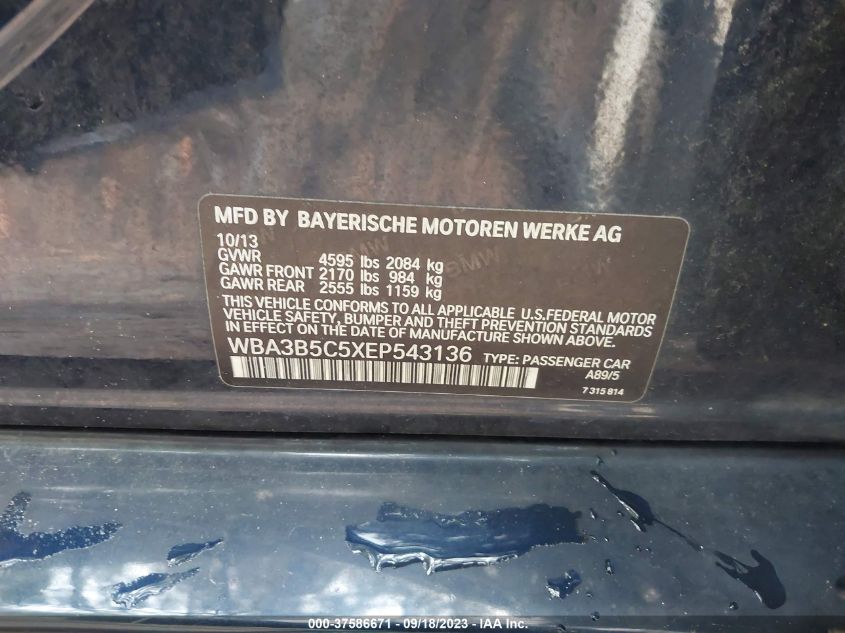 MFD BY BAYERISCHE MOTOREN WERKE AG
10/13
GVWR 4595 lbs 2084 kg
GAWR FRONT 2170 lbs 984 kg
GAWR REAR 2555 lbs 1159 kg
THIS VEHICLE CONFORMS TO ALL APPLICABLE U.S.FEDERAL MOTOR
VEHICLE SAFETY, BUMPER AND THEFT PREVENTION STANDARDS
IN EFFECT ON THE DATE OF MANUFACTURE SHOWN ABOVE.
WBA3B5C5XEP543136 TYPE: PASSENGER CAR
A89/5
7 315 814
000-37586671 - 09/18/2023 - IAA Inc.